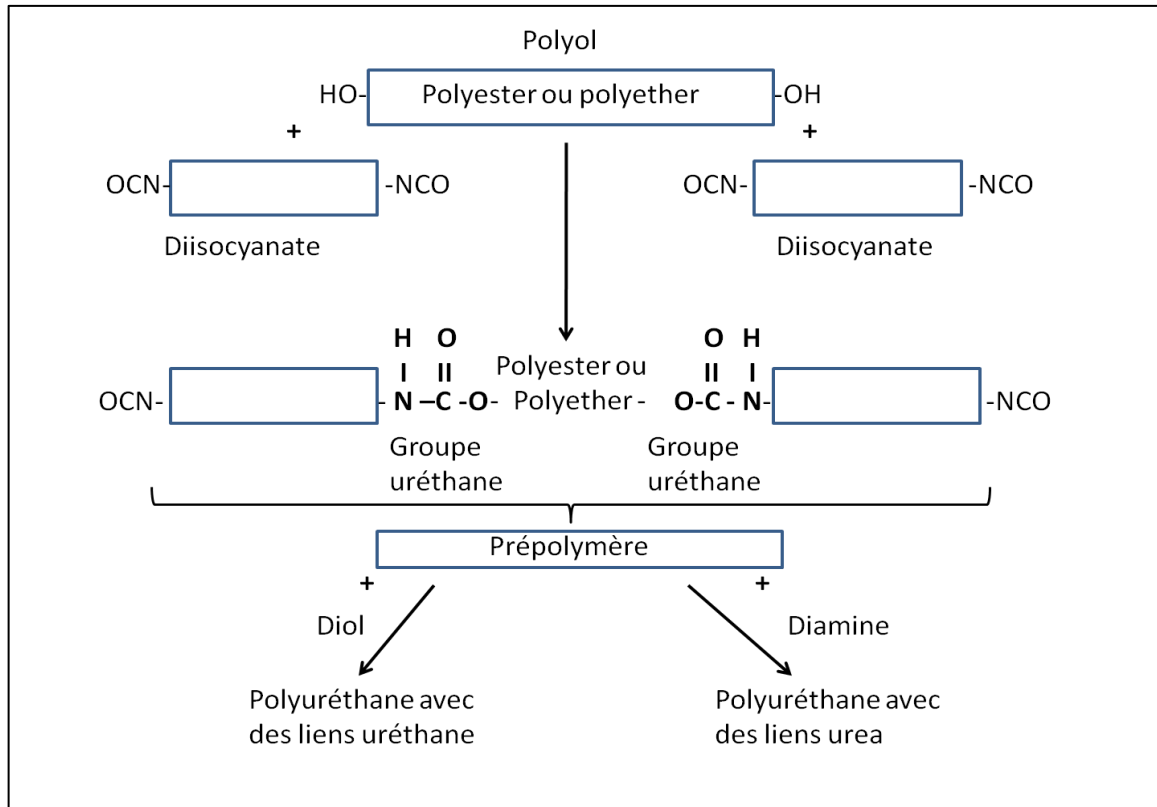 Polyol
HO- Polyester ou polyether -OH
+ +
OCN- -NCO OCN- -NCO
Diisocyanate Diisocyanate
H O O H
I II Polyester ou II I
OCN- - N –C -O- Polyether - O-C - N- -NCO
Groupe Groupe
uréthane uréthane
Prépolymère
+ +
Diol Diamine
Polyuréthane avec Polyuréthane avec
des liens uréthane des liens urea